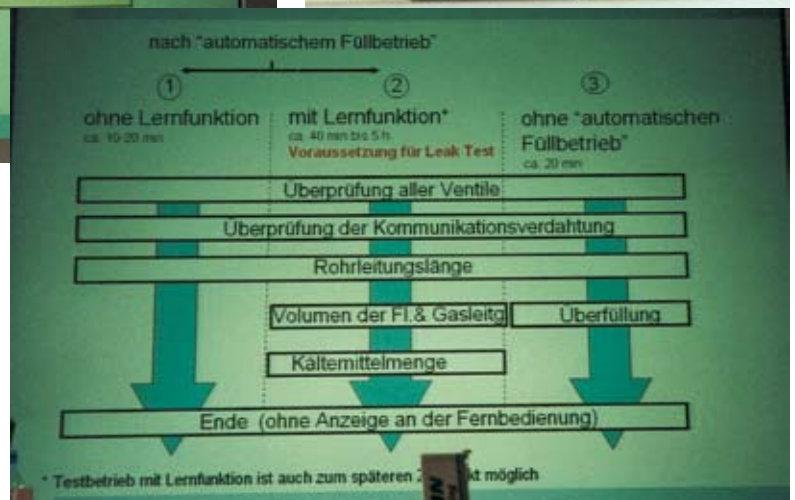 nach "automatischem Füllbetrieb"
1
2
3
ohne Lernfunktion
ca. 10-20 min
mit Lernfunktion*
ca. 40 min bis 5 h
Voraussetzung für Leak Test
ohne "automatischen
Füllbetrieb"
ca. 20 min
Überprüfung aller Ventile
Überprüfung der Kommunikationsverdahtung
Rohrleitungslänge
Volumen der Fl.& Gasleitg
Überfüllung
Kältemittelmenge
Ende (ohne Anzeige an der Fernbedienung)
* Testbetrieb mit Lernfunktion ist auch zum späteren möglich